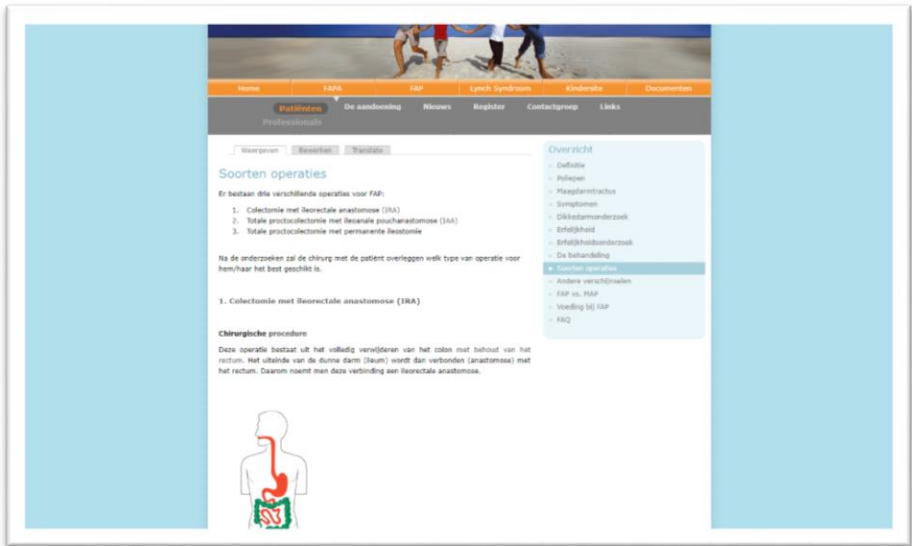 Home FAPA FAP Lynch Syndroom Kindersite Documenten
Patiënten De aandoening Nieuws Register Contactgroep Links
Professionals
Weergeven Bewerken Translate
Soorten operaties
Er bestaan drie verschillende operaties voor FAP:
1. Colectomie met ileorectale anastomose (IRA)
2. Totale proctocolectomie met ileoanale pouchanastomose (IAA)
3. Totale proctocolectomie met permanente ileostomie
Na de onderzoeken zal de chirurg met de patiënt overleggen welk type van operatie voor
hem/haar het best geschikt is.
1. Colectomie met ileorectale anastomose (IRA)
Chirurgische procedure
Deze operatie bestaat uit het volledig verwijderen van het colon met behoud van het
rectum. Het uiteinde van de dunne darm (ileum) wordt dan verbonden (anastomose) met
het rectum. Daarom noemt men deze verbinding een ileorectale anastomose.
Overzicht
Definitie
Poliepen
Maagdarmtractus
Symptomen
Dikkedarmonderzoek
Erfelijkheid
Erfelijkheidsonderzoek
De behandeling
Soorten operaties
Andere verschijnselen
FAP vs. MAP
Voeding bij FAP
FAQ